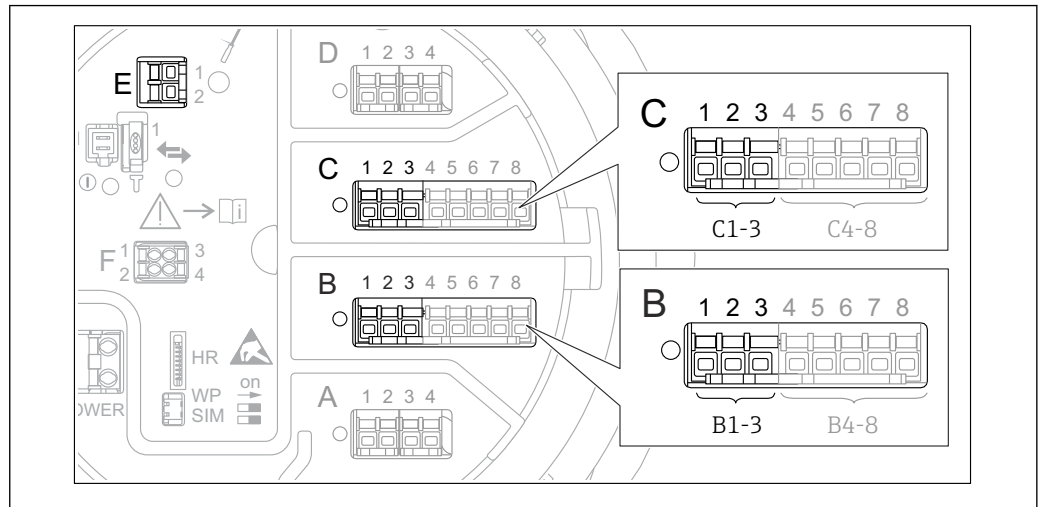 D 1 2 3 4
E 1
2
1
C 1 2 3 4 5 6 7 8
C 1 2 3 4 5 6 7 8
C1-3 C4-8
i
F 1 3
2 4
B 1 2 3 4 5 6 7 8
B 1 2 3 4 5 6 7 8
B1-3 B4-8
HR
WP on
SIM
OWER
A 1 2 3 4